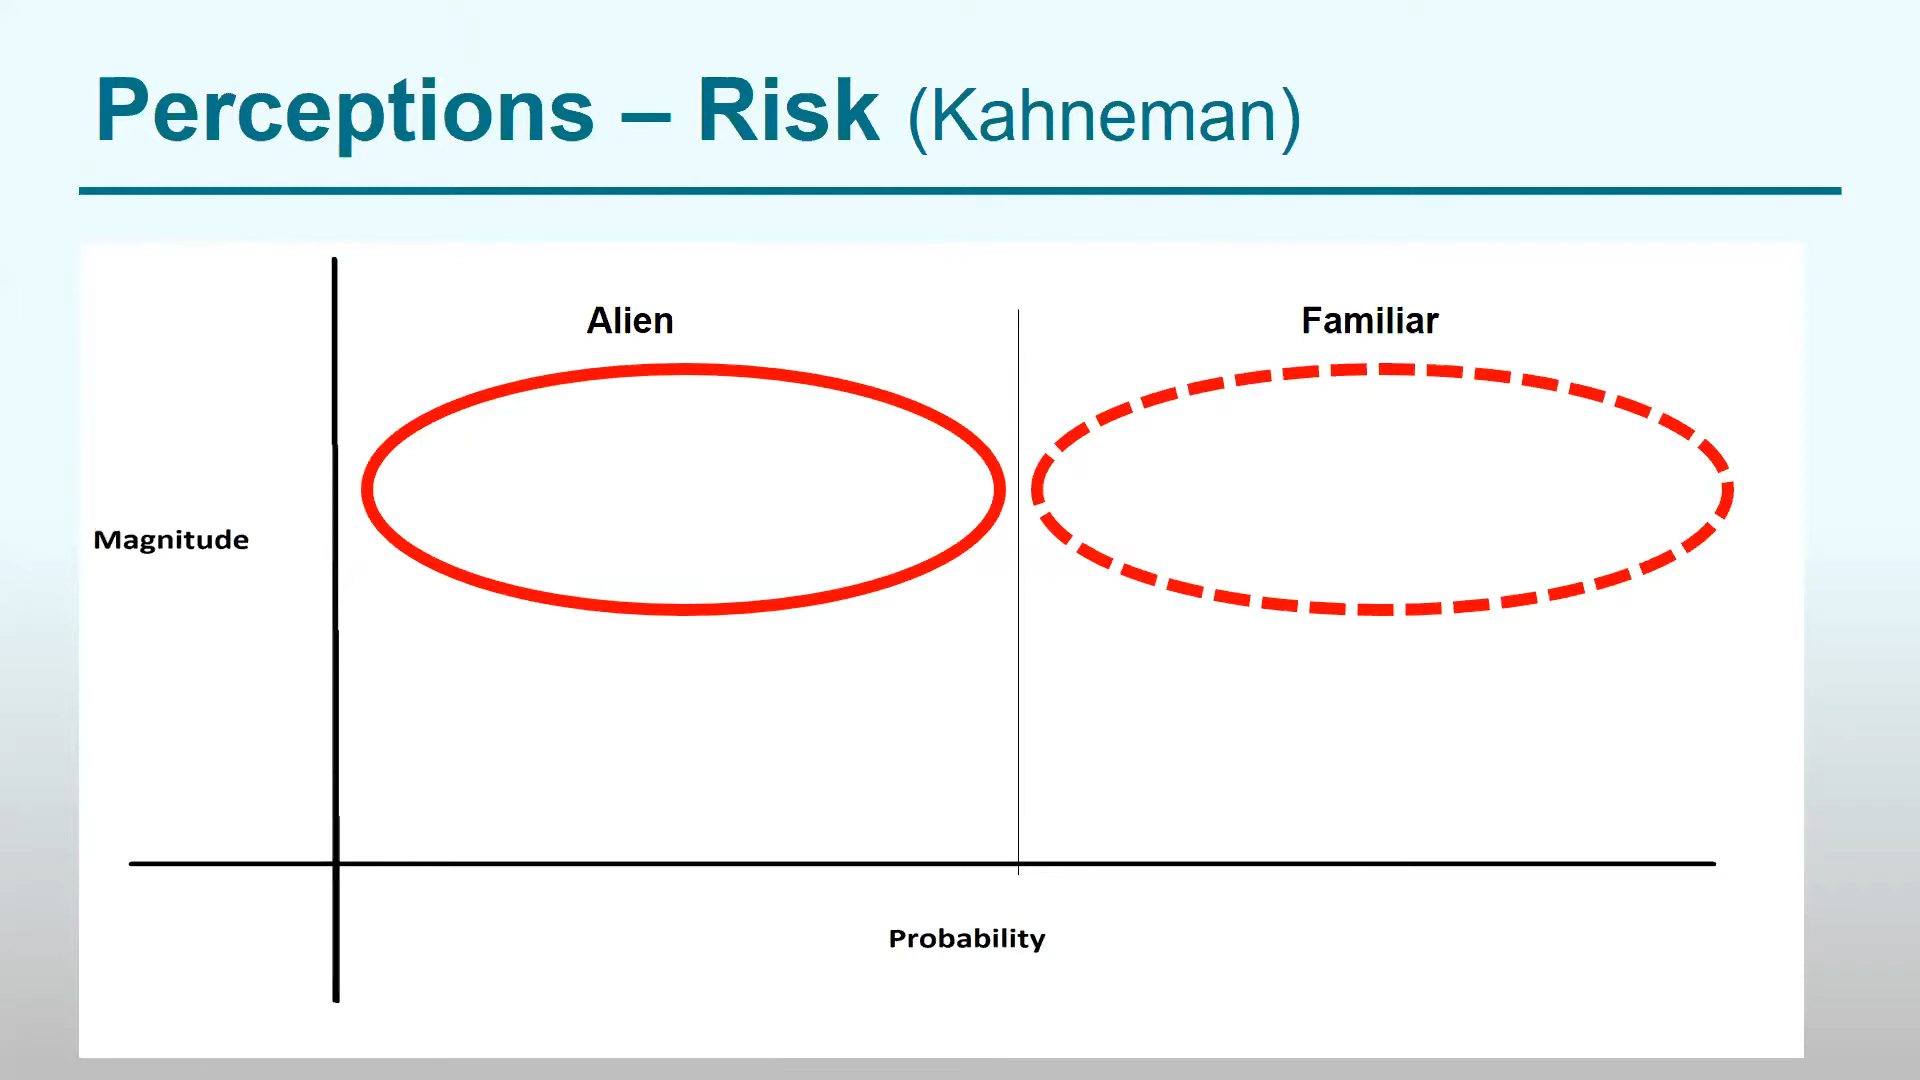 Perceptions – Risk (Kahneman)
Alien
Familiar
Magnitude
Probability